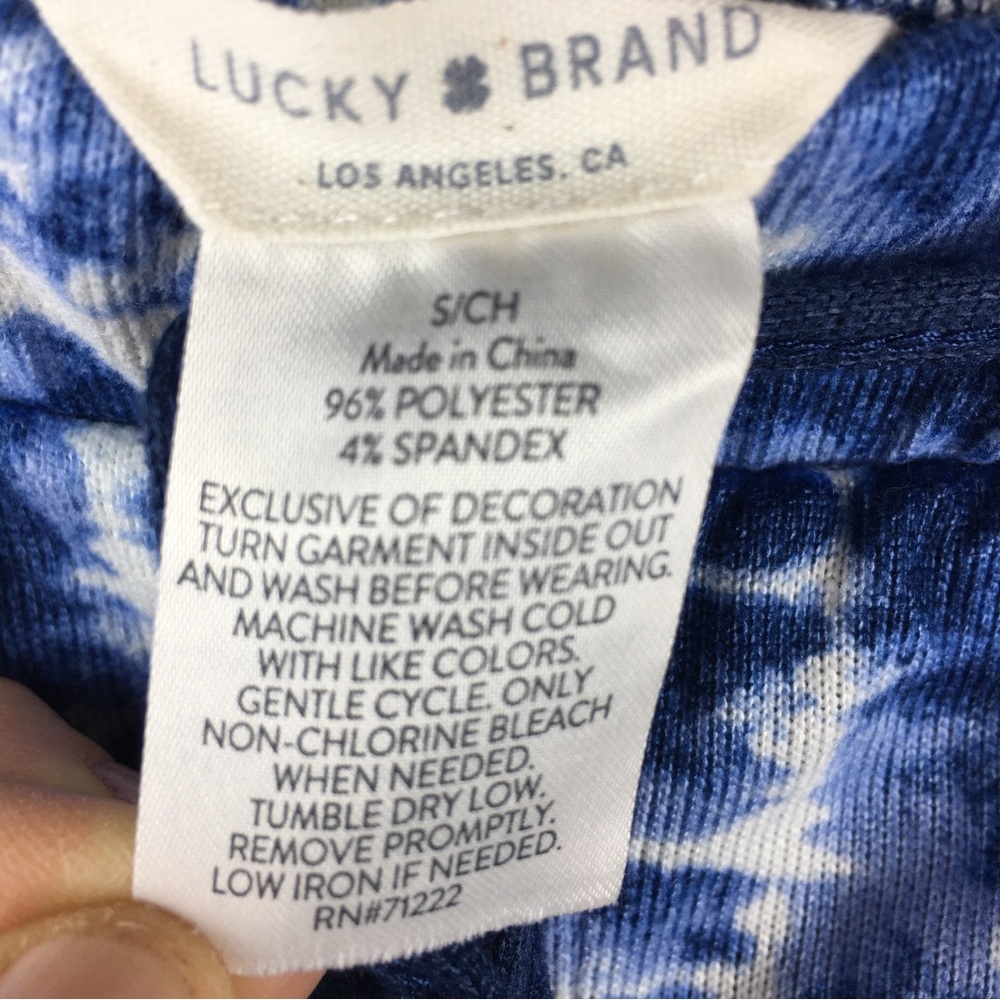 LUCKY BRAND
LOS ANGELES. CA
S/CH
Made in China
96% POLYESTER
4% SPANDEX
EXCLUSIVE OF DECORATION
TURN GARMENT INSIDE OUT
AND WASH BEFORE WEARING.
MACHINE WASH COLD
WITH LIKE COLORS.
GENTLE CYCLE. ONLY
NON-CHLORINE BLEACH
WHEN NEEDED.
TUMBLE DRY LOW.
REMOVE PROMPTLY.
LOW IRON IF NEEDED.
RN#71222